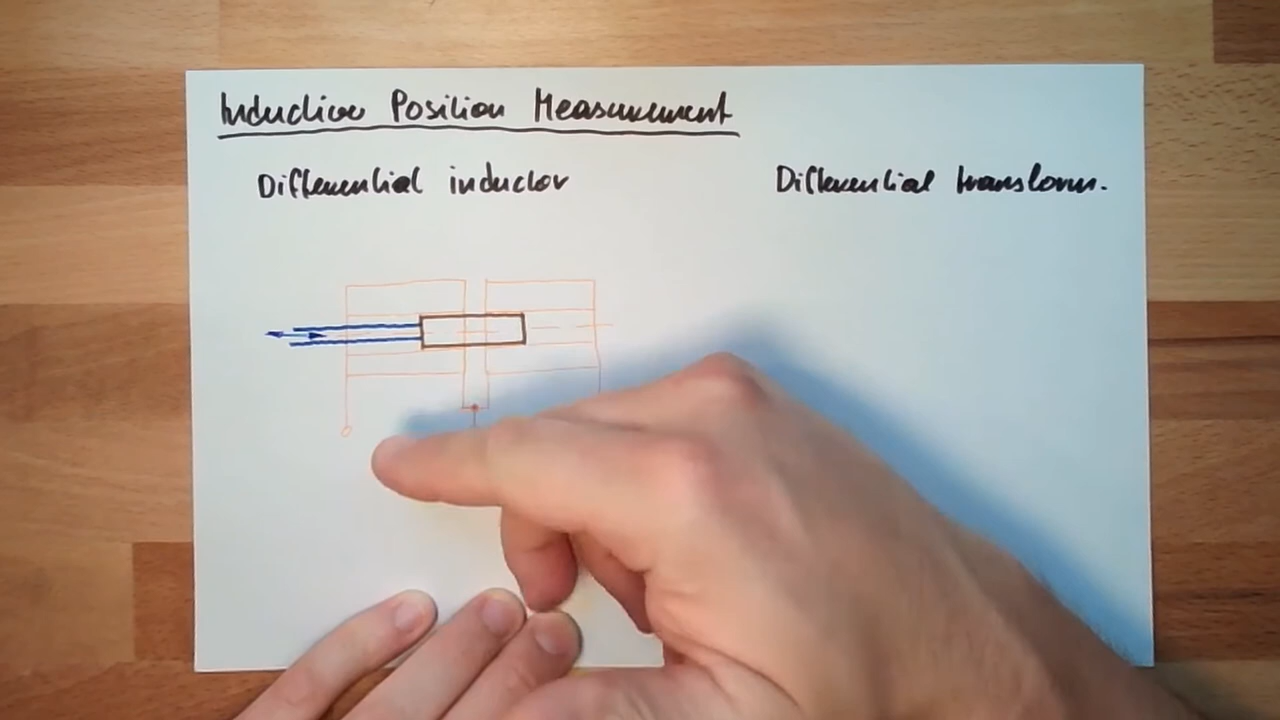 Inductive Position Measurement
Differential inductor
Differential transform.